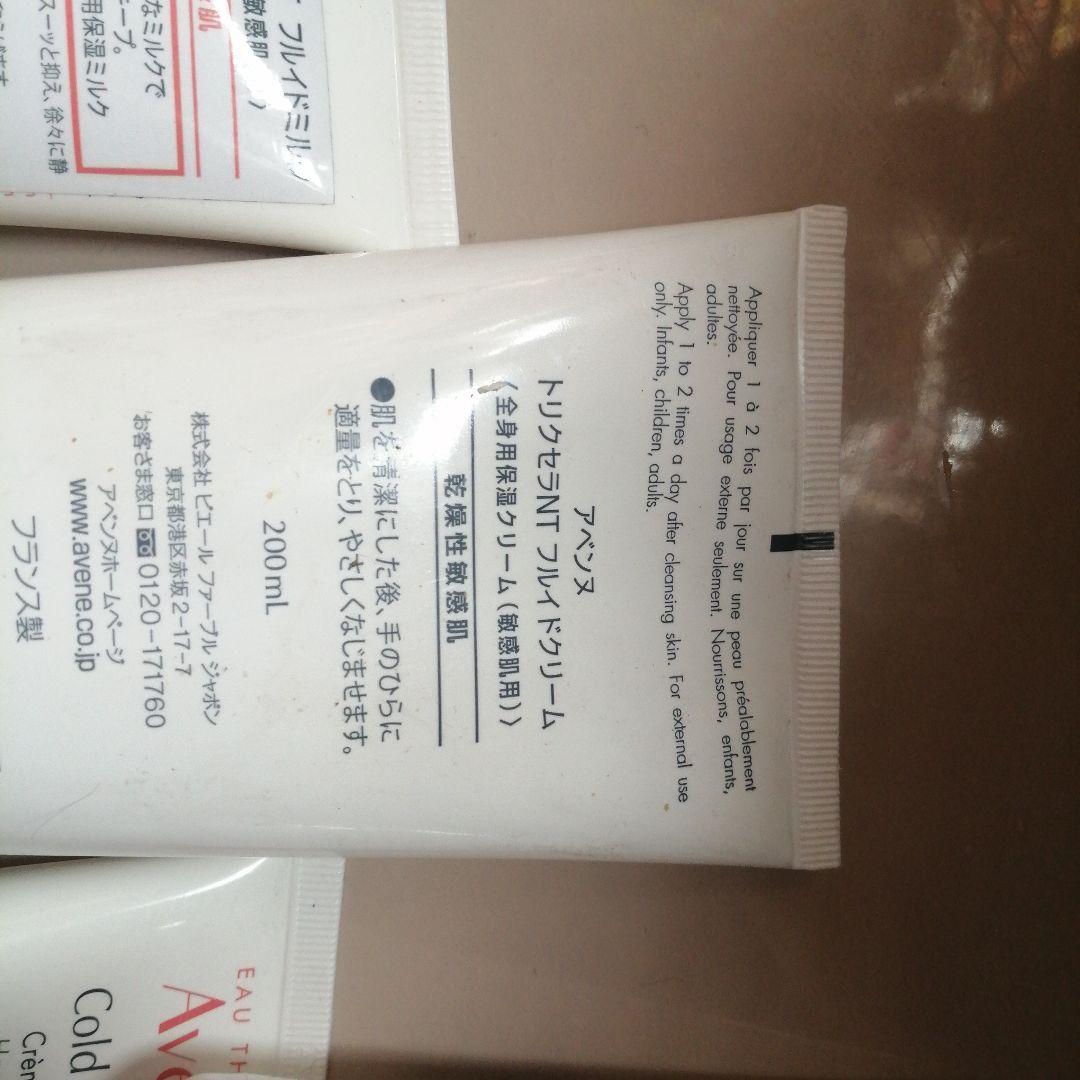 Appliquer 1 à 2 fois par jour sur une peau préalablement
nettoyée. Pour usage externe seulement. Nourrissons, enfants,
adultes.
Apply 1 to 2 times a day after cleansing skin. For external use
only. Infants, children, adults.
アベンヌ
トリクセラNT フルイドクリーム
〈全身用保湿クリーム(敏感肌用)〉
乾燥性敏感肌
●肌を清潔にした後、手のひらに
適量をとり、やさしくなじませます。
200mL
株式会社 ピエール ファーブル ジャポン
東京都港区赤坂2-17-7
お客さま窓口 0120-171760
アベンヌホームページ
www.avene.co.jp
フランス製
フルイドミルク
敏感肌
肌
なミルクで
キープ。
用保湿ミルク
スーッと抑え、徐々に静
EAU TH
Ave
Cold
Crèn